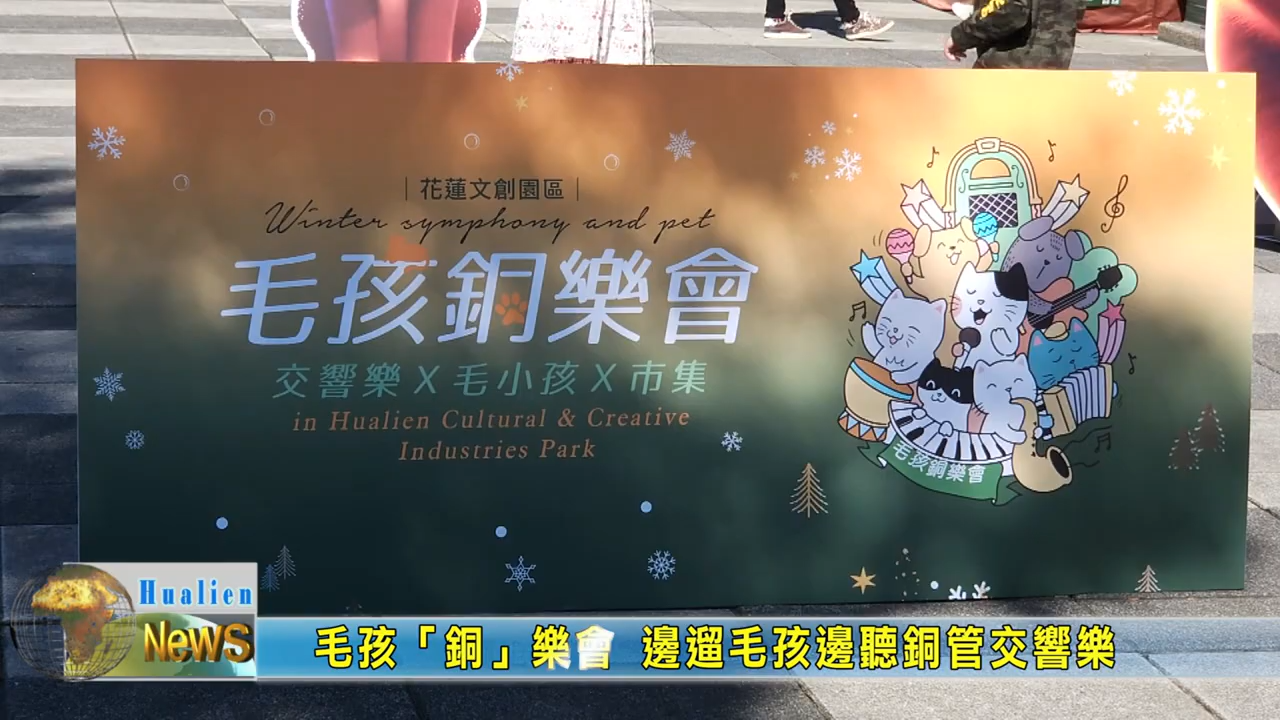 ｜花蓮文創園區｜
Winter symphony and pet
毛孩銅樂會
交響樂X毛小孩X市集
in Hualien Cultural & Creative
Industries Park
毛孩銅樂會
Hualien
NewS
毛孩「銅」樂會 邊遛毛孩邊聽銅管交響樂